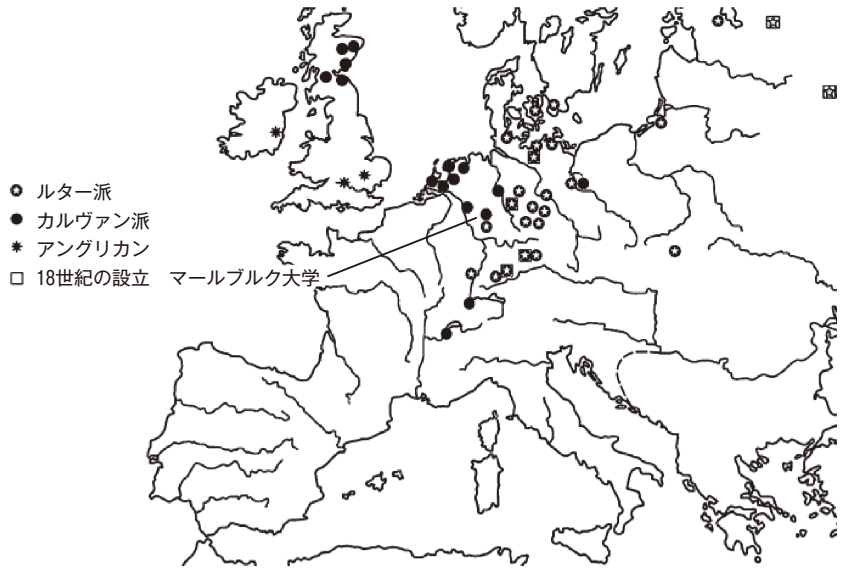 ルター派
カルヴァン派
アングリカン
18世紀の設立
マールブルク大学